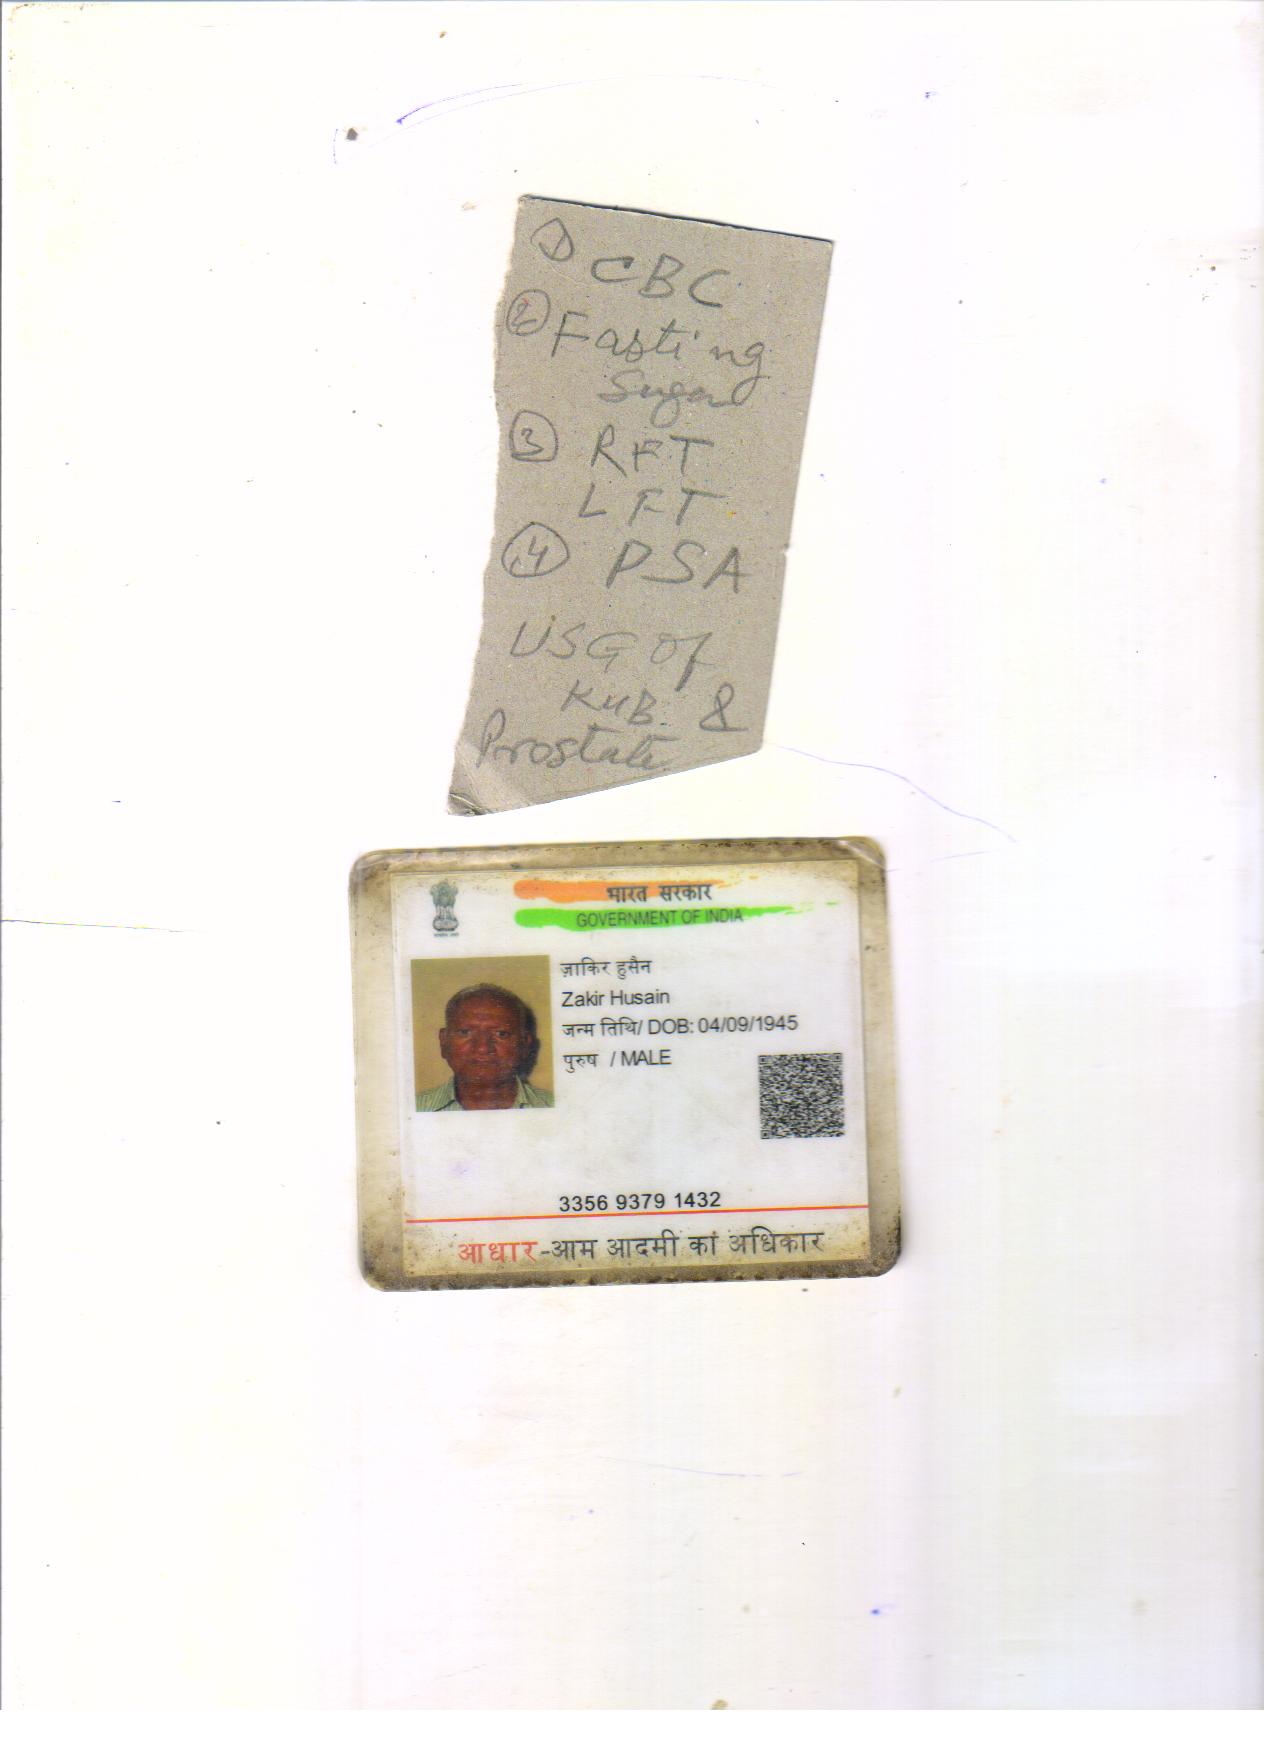 1 CBC
2 Fasting
Sugar
3 RFT
LFT
4 PSA
USG of
KUB &
Prostate
भारत सरकार
GOVERNMENT OF INDIA
ज़ाकिर हुसैन
Zakir Husain
जन्म तिथि/ DOB: 04/09/1945
पुरुष / MALE
3356 9379 1432
आधार-आम आदमी का अधिकार